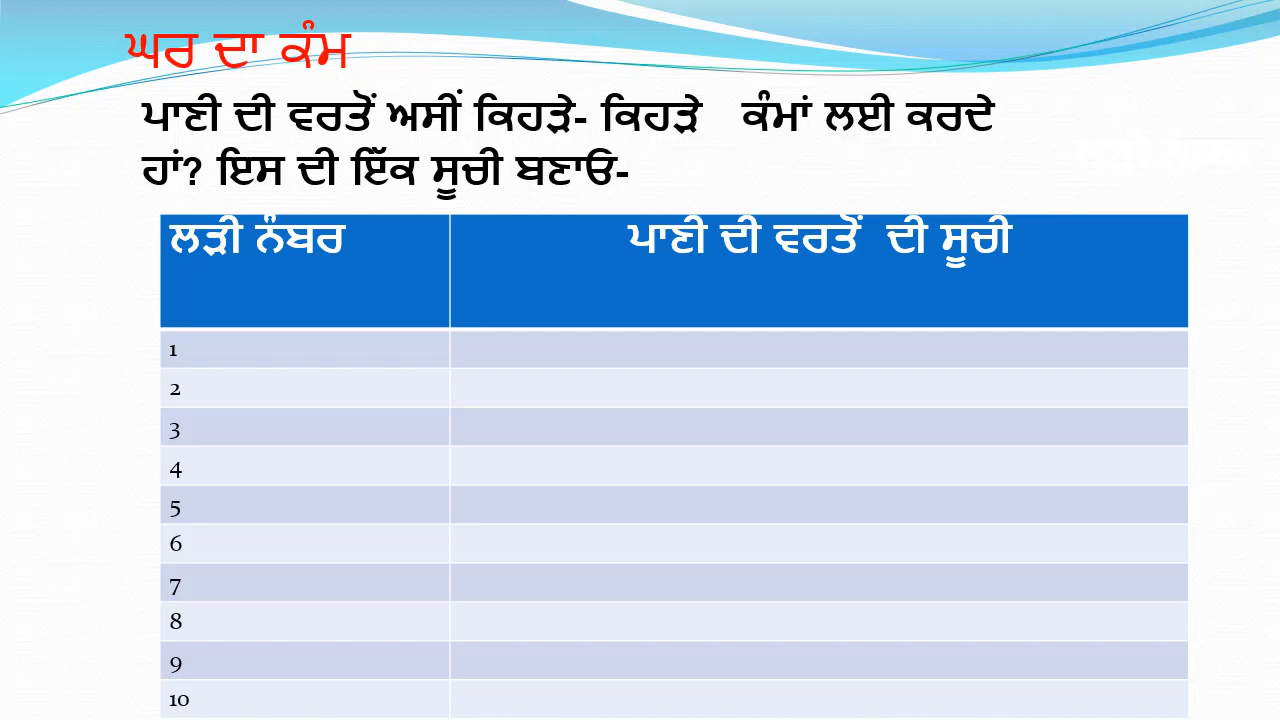 ਘਰ ਦਾ ਕੰਮ
ਪਾਣੀ ਦੀ ਵਰਤੋਂ ਅਸੀਂ ਕਿਹੜੇ- ਕਿਹੜੇ ਕੰਮਾਂ ਲਈ ਕਰਦੇ
ਹਾਂ? ਇਸ ਦੀ ਇੱਕ ਸੂਚੀ ਬਣਾਓ-
ਲੜੀ ਨੰਬਰ ਪਾਣੀ ਦੀ ਵਰਤੋਂ ਦੀ ਸੂਚੀ
1
2
3
4
5
6
7
8
9
10